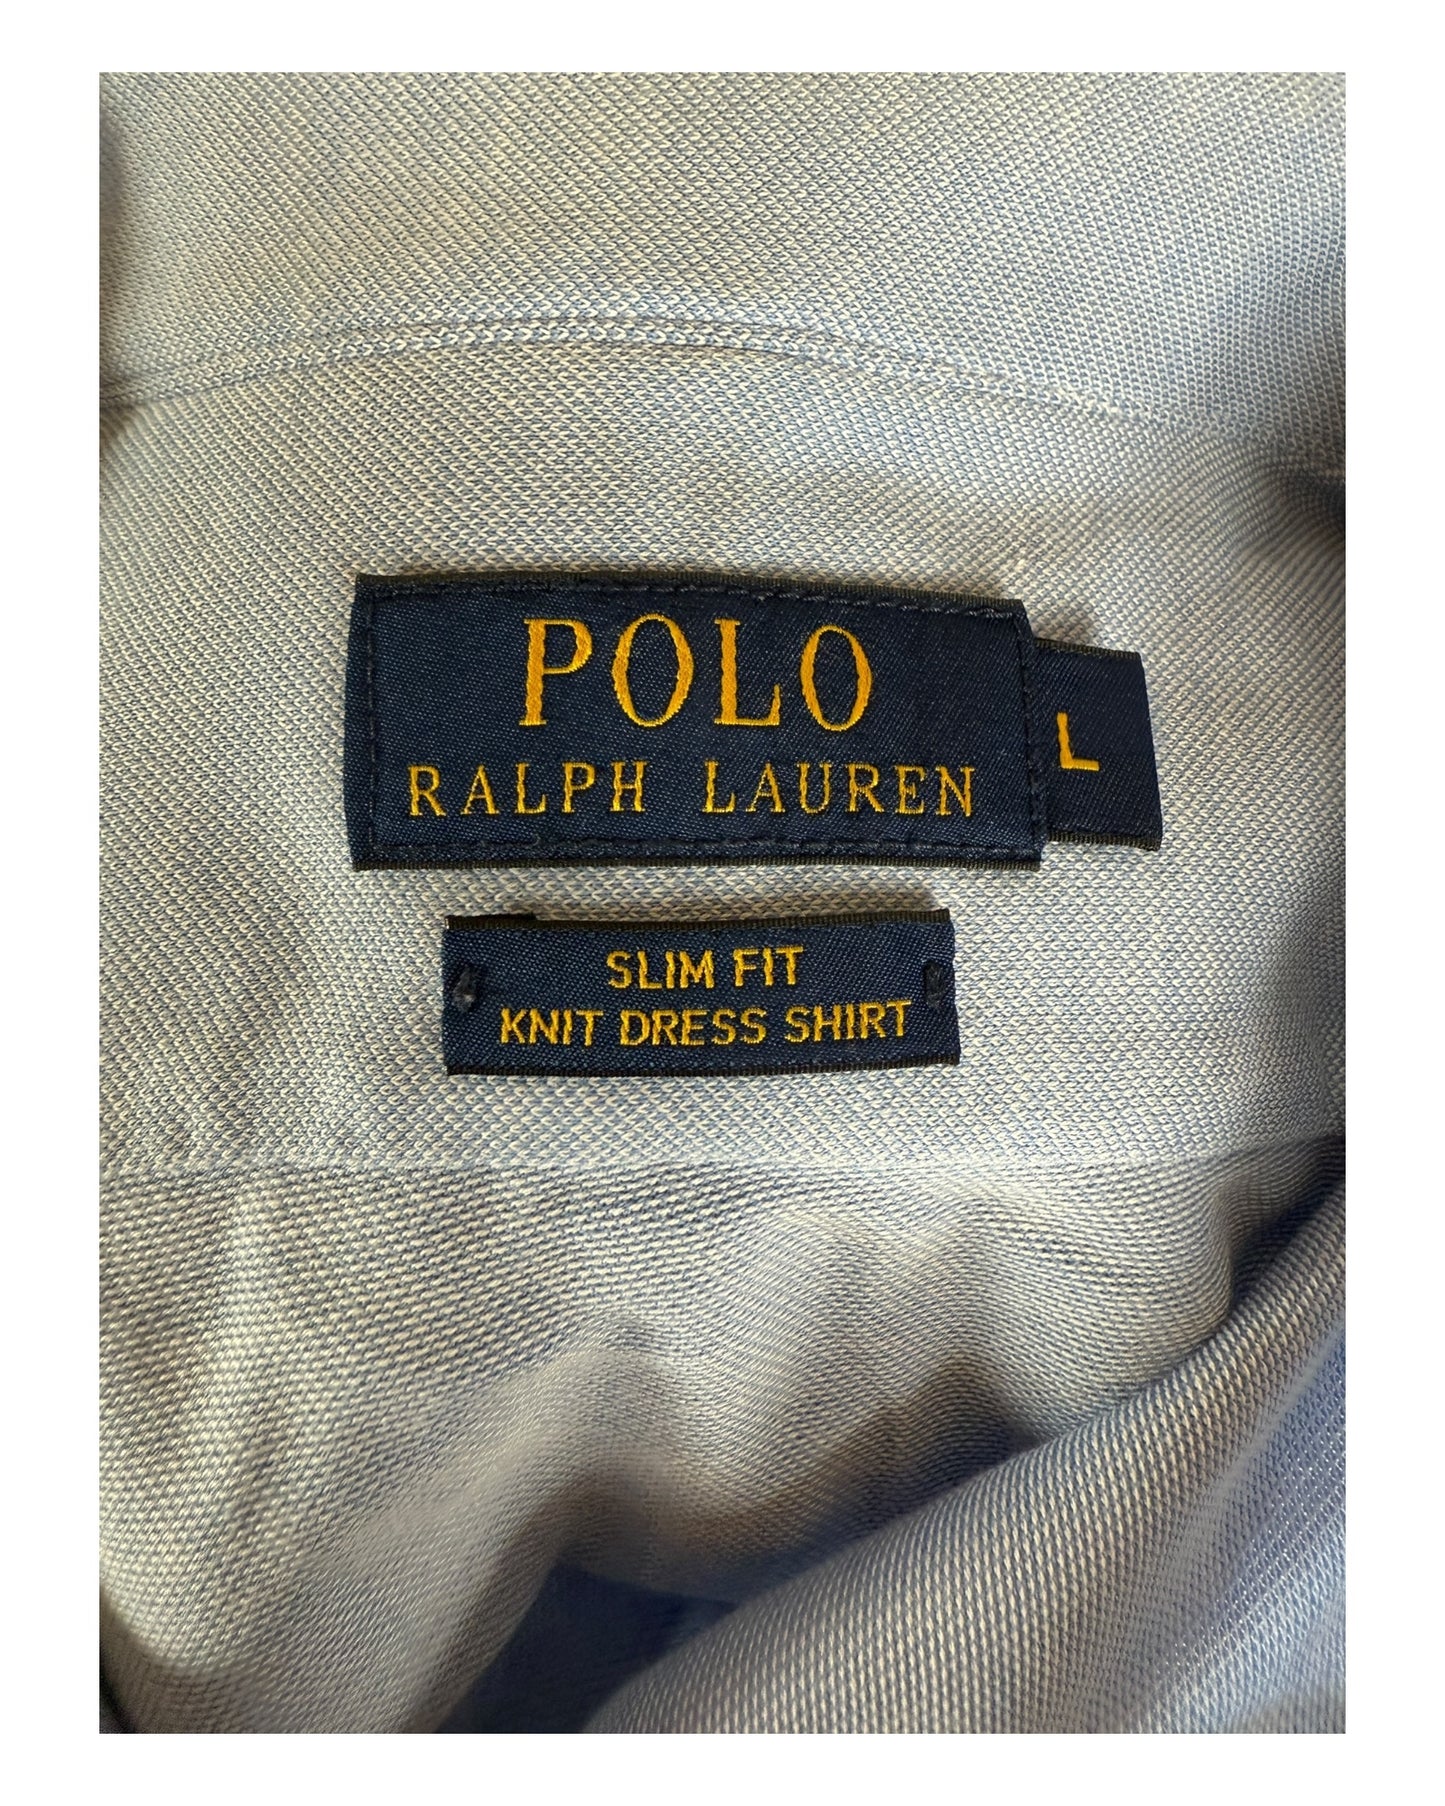 POLO
RALPH LAUREN
L
SLIM FIT
KNIT DRESS SHIRT